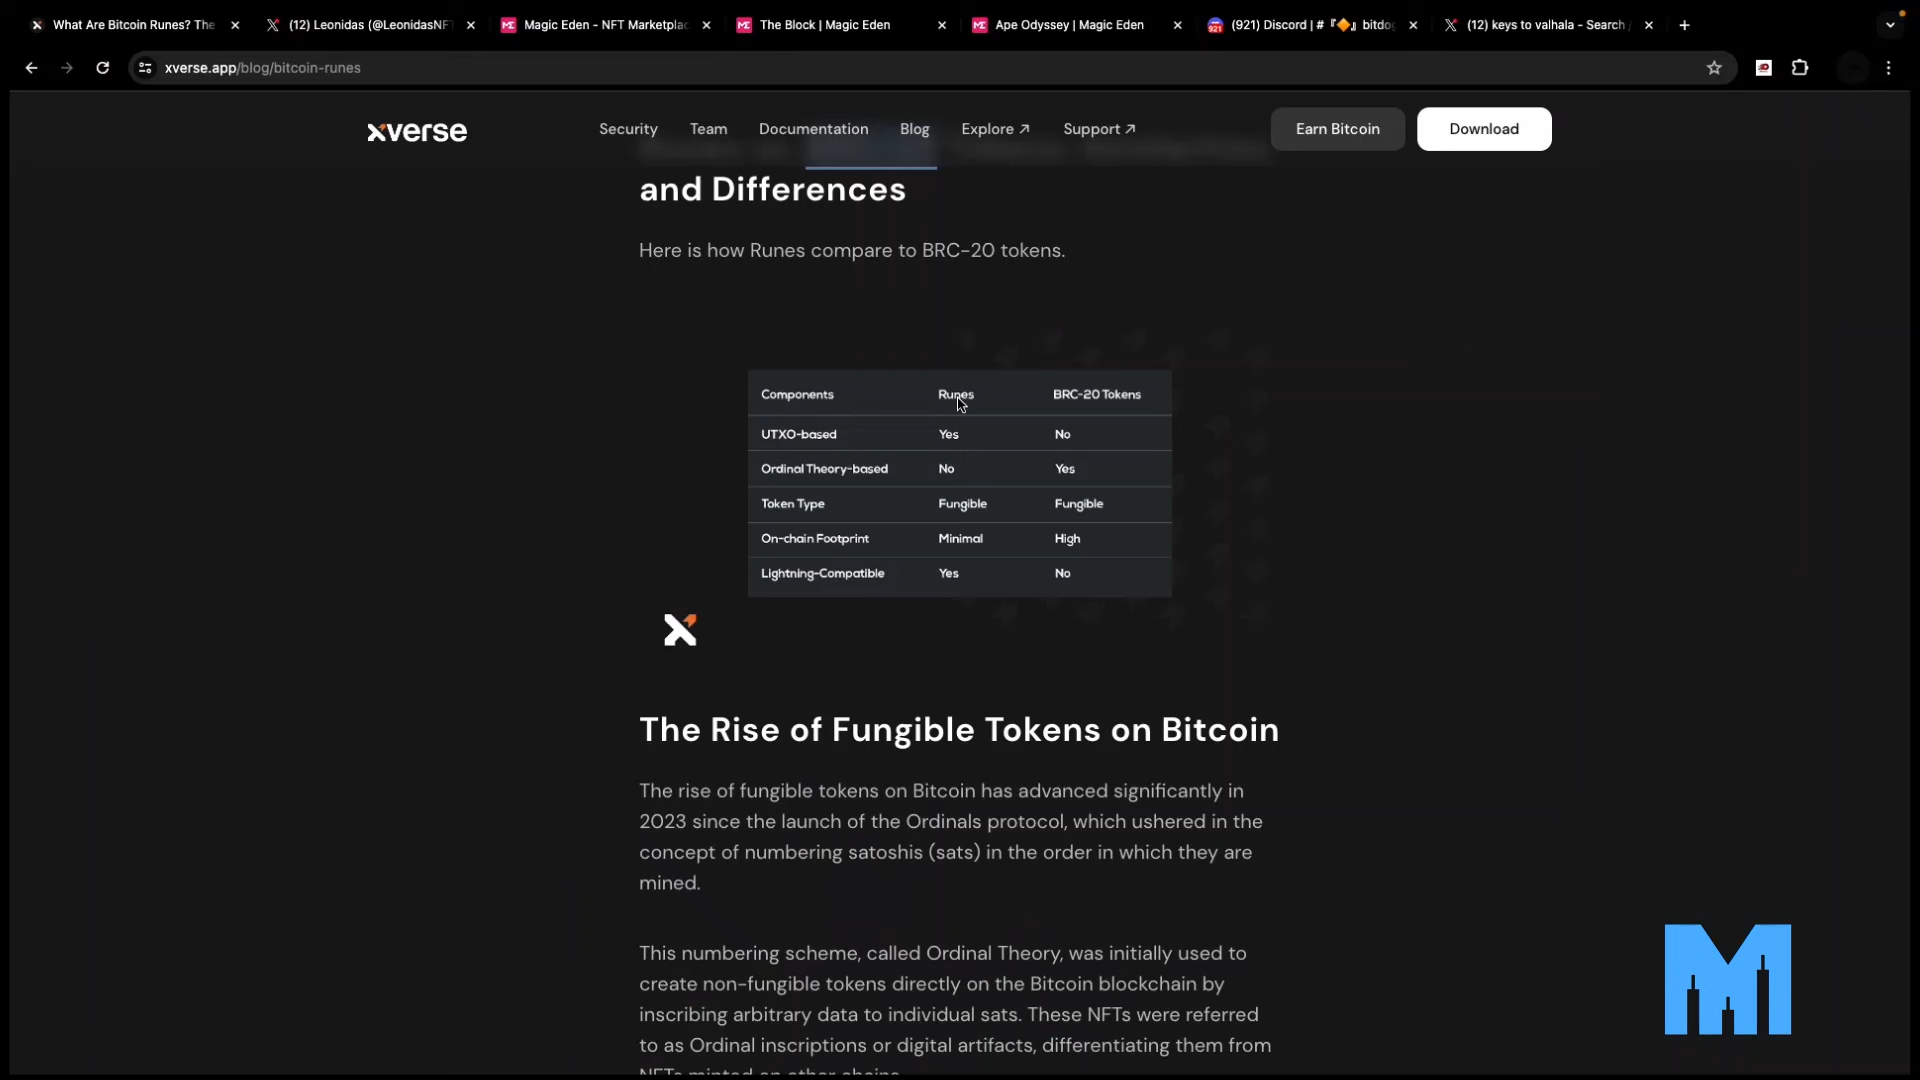 What Are Bitcoin Runes? The
(12) Leonidas (@LeonidasNF
Magic Eden - NFT Marketplac
The Block | Magic Eden
Ape Odyssey | Magic Eden
(921) Discord | #『🔶』bitdog
(12) keys to valhala - Search
xverse.app/blog/bitcoin-runes
xverse
Security Team Documentation Blog Explore ↗ Support ↗
Earn Bitcoin Download
and Differences
Here is how Runes compare to BRC-20 tokens.
Components Runes BRC-20 Tokens
UTXO-based Yes No
Ordinal Theory-based No Yes
Token Type Fungible Fungible
On-chain Footprint Minimal High
Lightning-Compatible Yes No
The Rise of Fungible Tokens on Bitcoin
The rise of fungible tokens on Bitcoin has advanced significantly in
2023 since the launch of the Ordinals protocol, which ushered in the
concept of numbering satoshis (sats) in the order in which they are
mined.
This numbering scheme, called Ordinal Theory, was initially used to
create non-fungible tokens directly on the Bitcoin blockchain by
inscribing arbitrary data to individual sats. These NFTs were referred
to as Ordinal inscriptions or digital artifacts, differentiating them from
NFTs minted on other chains.